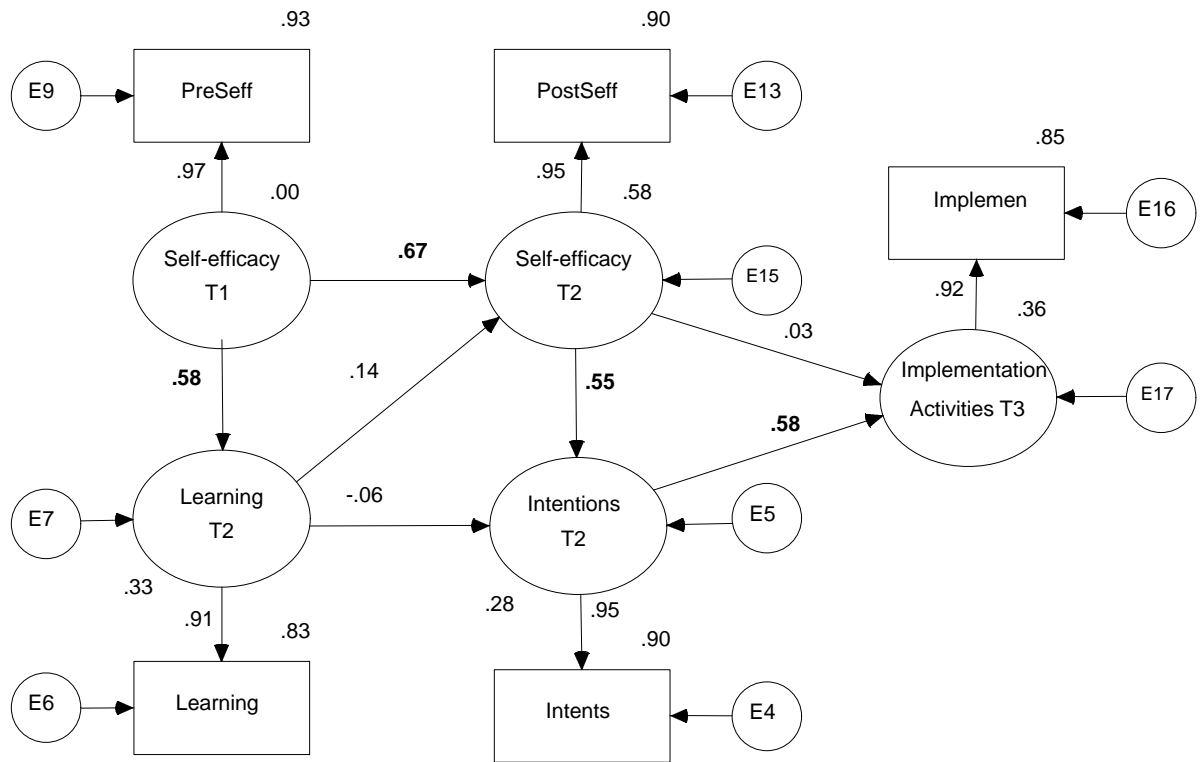 .93
.90
E9
PreSeff
PostSeff
E13
.97
.00
.95
.58
.85
Implemen
E16
Self-efficacy
T1
.67
Self-efficacy
T2
E15
.92
.36
.03
.58
.14
.55
Implementation
Activities T3
E17
.58
E7
Learning
T2
-.06
Intentions
T2
E5
.33
.91
.83
.28
.95
.90
E6
Learning
Intents
E4